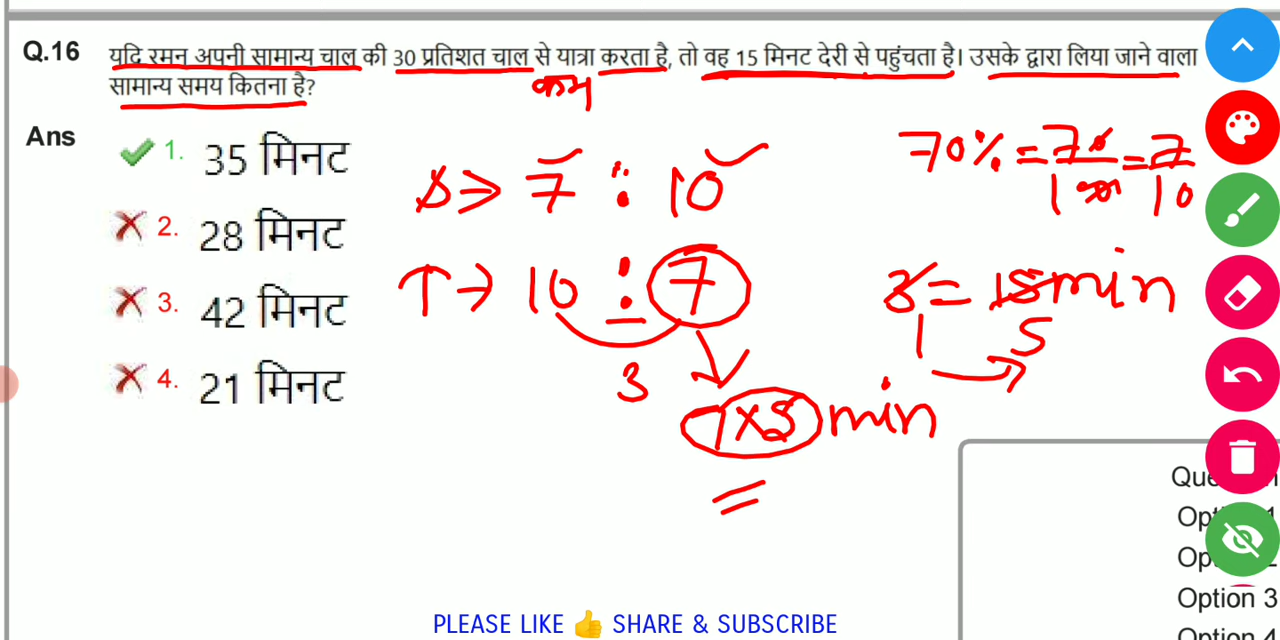 Q.16 यदि रमन अपनी सामान्य चाल की 30 प्रतिशत चाल से यात्रा करता है, तो वह 15 मिनट देरी से पहुंचता है। उसके द्वारा लिया जाने वाला
सामान्य समय कितना है?
कम
Ans
1. 35 मिनट
2. 28 मिनट
3. 42 मिनट
4. 21 मिनट
70% = 70/100 = 7/10
S => 7 : 10
T → 10 : 7
3
3 = 15 min
1 → 5
7×5 min
=
Option 3
PLEASE LIKE 👍 SHARE & SUBSCRIBE